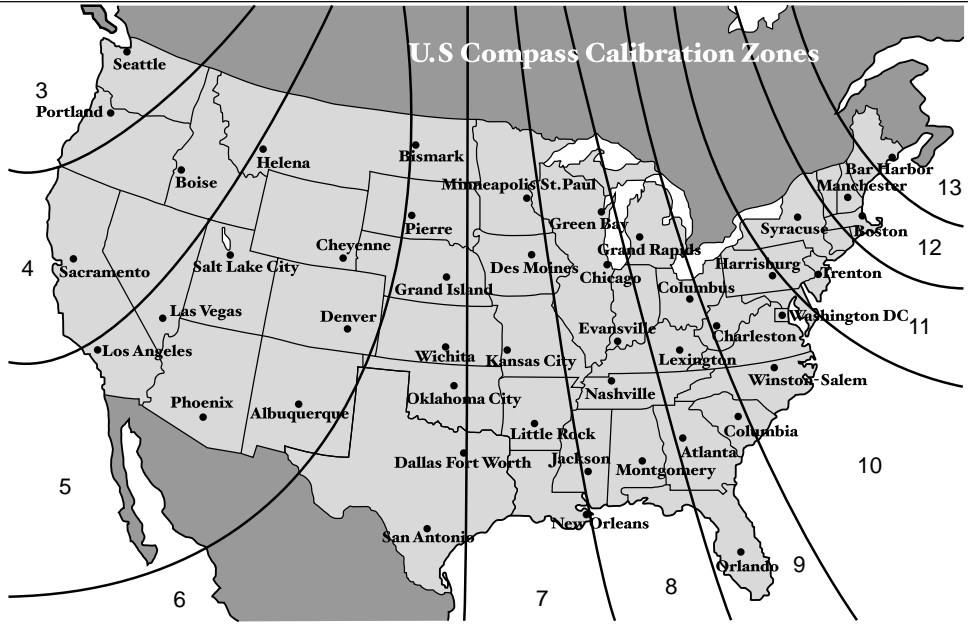 U.S Compass Calibration Zones
Seattle
3
Portland
Helena
Bismark
Boise
Minneapolis St.Paul
Bar Harbor
Manchester
13
Pierre
Green Bay
Syracuse
Boston
Cheyenne
Grand Rapids
12
4
Sacramento
Salt Lake City
Des Moines
Chicago
Harrisburg
Trenton
Grand Island
Columbus
Las Vegas
Denver
Evansville
Washington DC
11
Charleston
Los Angeles
Wichita
Kansas City
Lexington
Winston-Salem
Phoenix
Albuquerque
Oklahoma City
Nashville
Little Rock
Columbia
Dallas Fort Worth
Jackson
Atlanta
Montgomery
10
5
San Antonio
New Orleans
Orlando
9
6
7
8